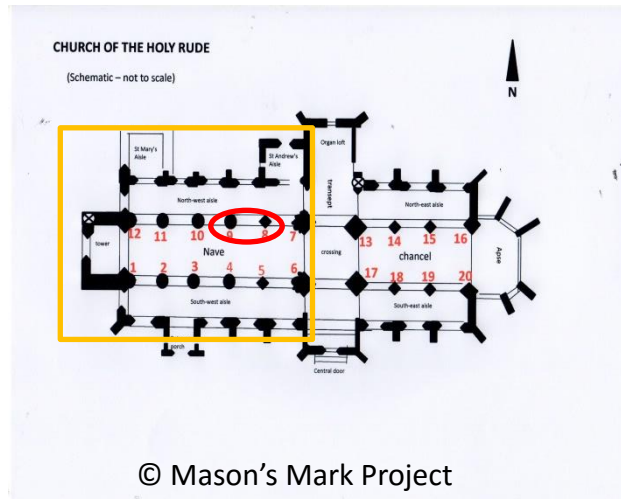 CHURCH OF THE HOLY RUDE
(Schematic – not to scale)
N
St Mary's
Aisle
St Andrew's
Aisle
Organ loft
transept
North-west aisle
North-east aisle
tower
12 11 10 9 8 7
13 14 15 16
Nave
crossing
chancel
Apse
1 2 3 4 5 6
17 18 19 20
South-west aisle
South-east aisle
porch
Central door
© Mason's Mark Project